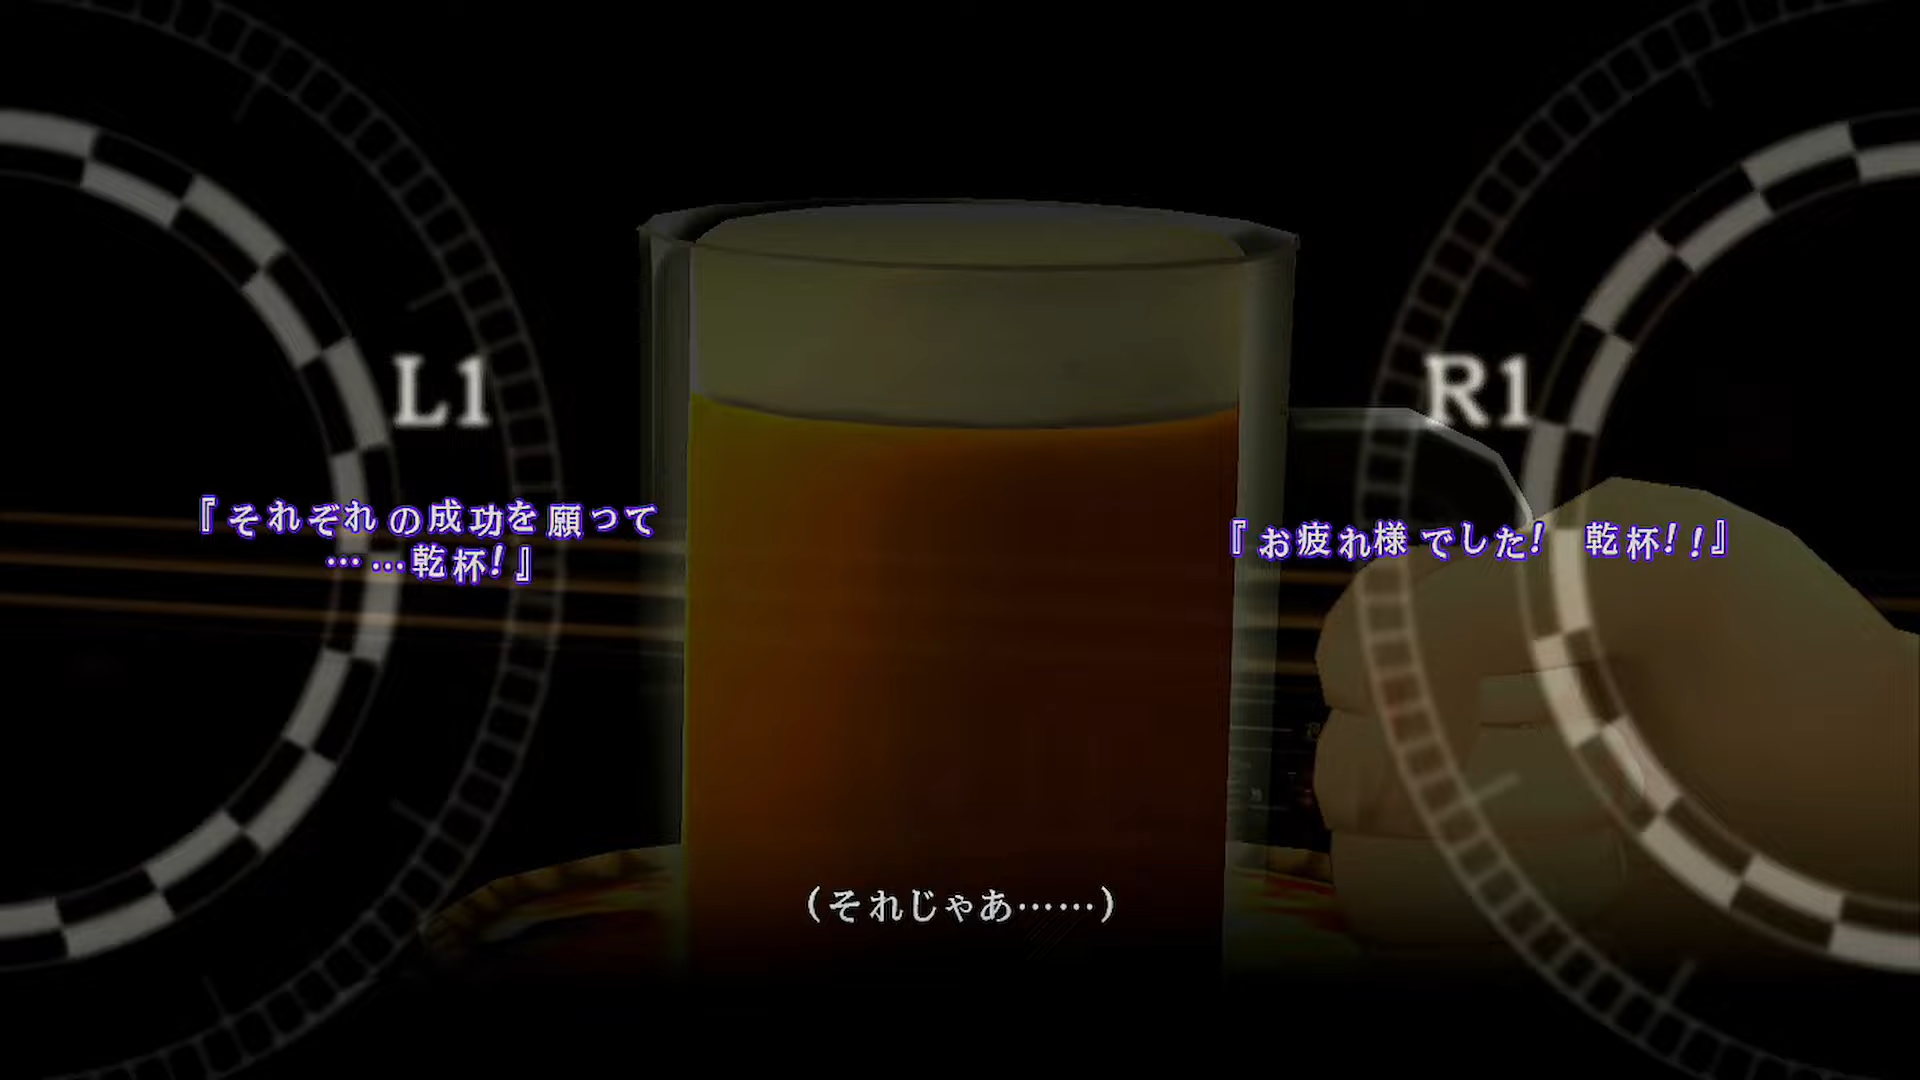 L1
『それぞれの成功を願って
……乾杯！』
R1
『お疲れ様でした！　乾杯！！』
（それじゃあ……）